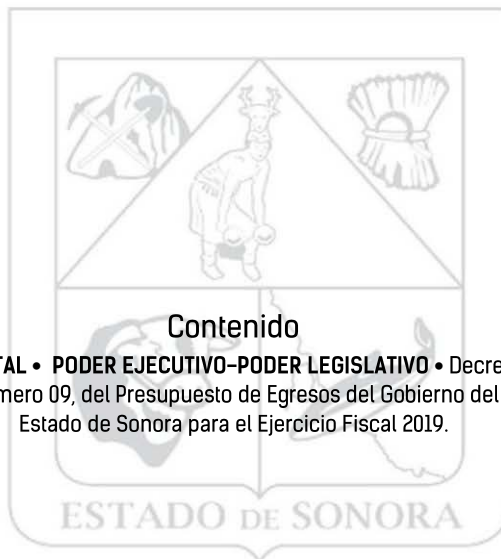 Contenido
TAL • PODER EJECUTIVO-PODER LEGISLATIVO • Decre
mero 09, del Presupuesto de Egresos del Gobierno del
Estado de Sonora para el Ejercicio Fiscal 2019.
ESTADO DE SONORA